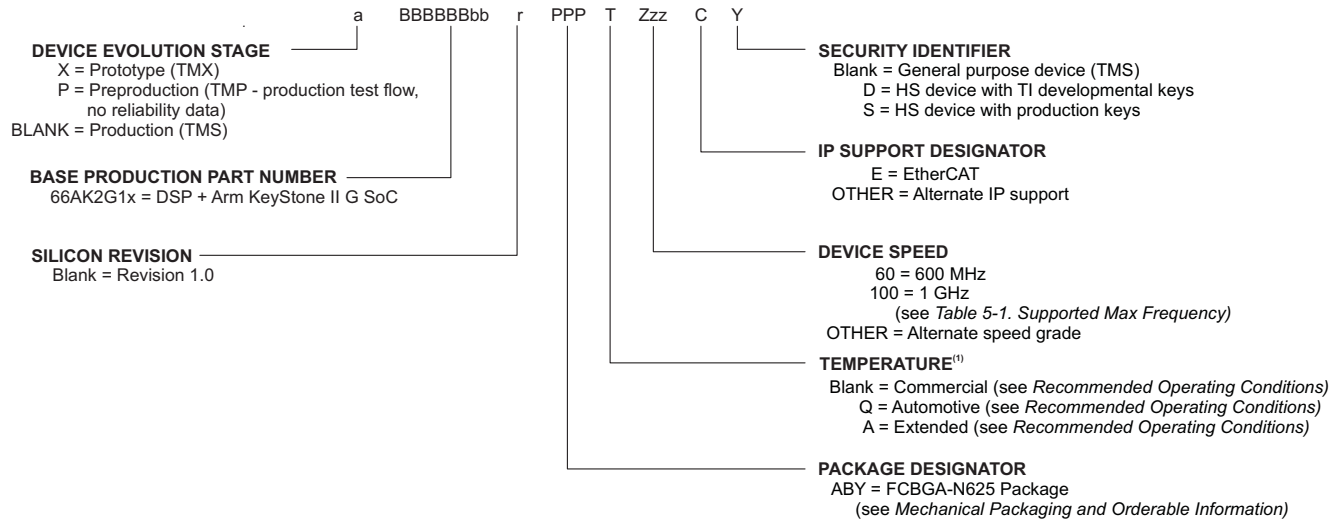 a BBBBBBbb r PPP T Zzz C Y
DEVICE EVOLUTION STAGE
X = Prototype (TMX)
P = Preproduction (TMP - production test flow,
no reliability data)
BLANK = Production (TMS)
BASE PRODUCTION PART NUMBER
66AK2G1x = DSP + Arm KeyStone II G SoC
SILICON REVISION
Blank = Revision 1.0
SECURITY IDENTIFIER
Blank = General purpose device (TMS)
D = HS device with TI developmental keys
S = HS device with production keys
IP SUPPORT DESIGNATOR
E = EtherCAT
OTHER = Alternate IP support
DEVICE SPEED
60 = 600 MHz
100 = 1 GHz
(see Table 5-1. Supported Max Frequency)
OTHER = Alternate speed grade
TEMPERATURE(1)
Blank = Commercial (see Recommended Operating Conditions)
Q = Automotive (see Recommended Operating Conditions)
A = Extended (see Recommended Operating Conditions)
PACKAGE DESIGNATOR
ABY = FCBGA-N625 Package
(see Mechanical Packaging and Orderable Information)